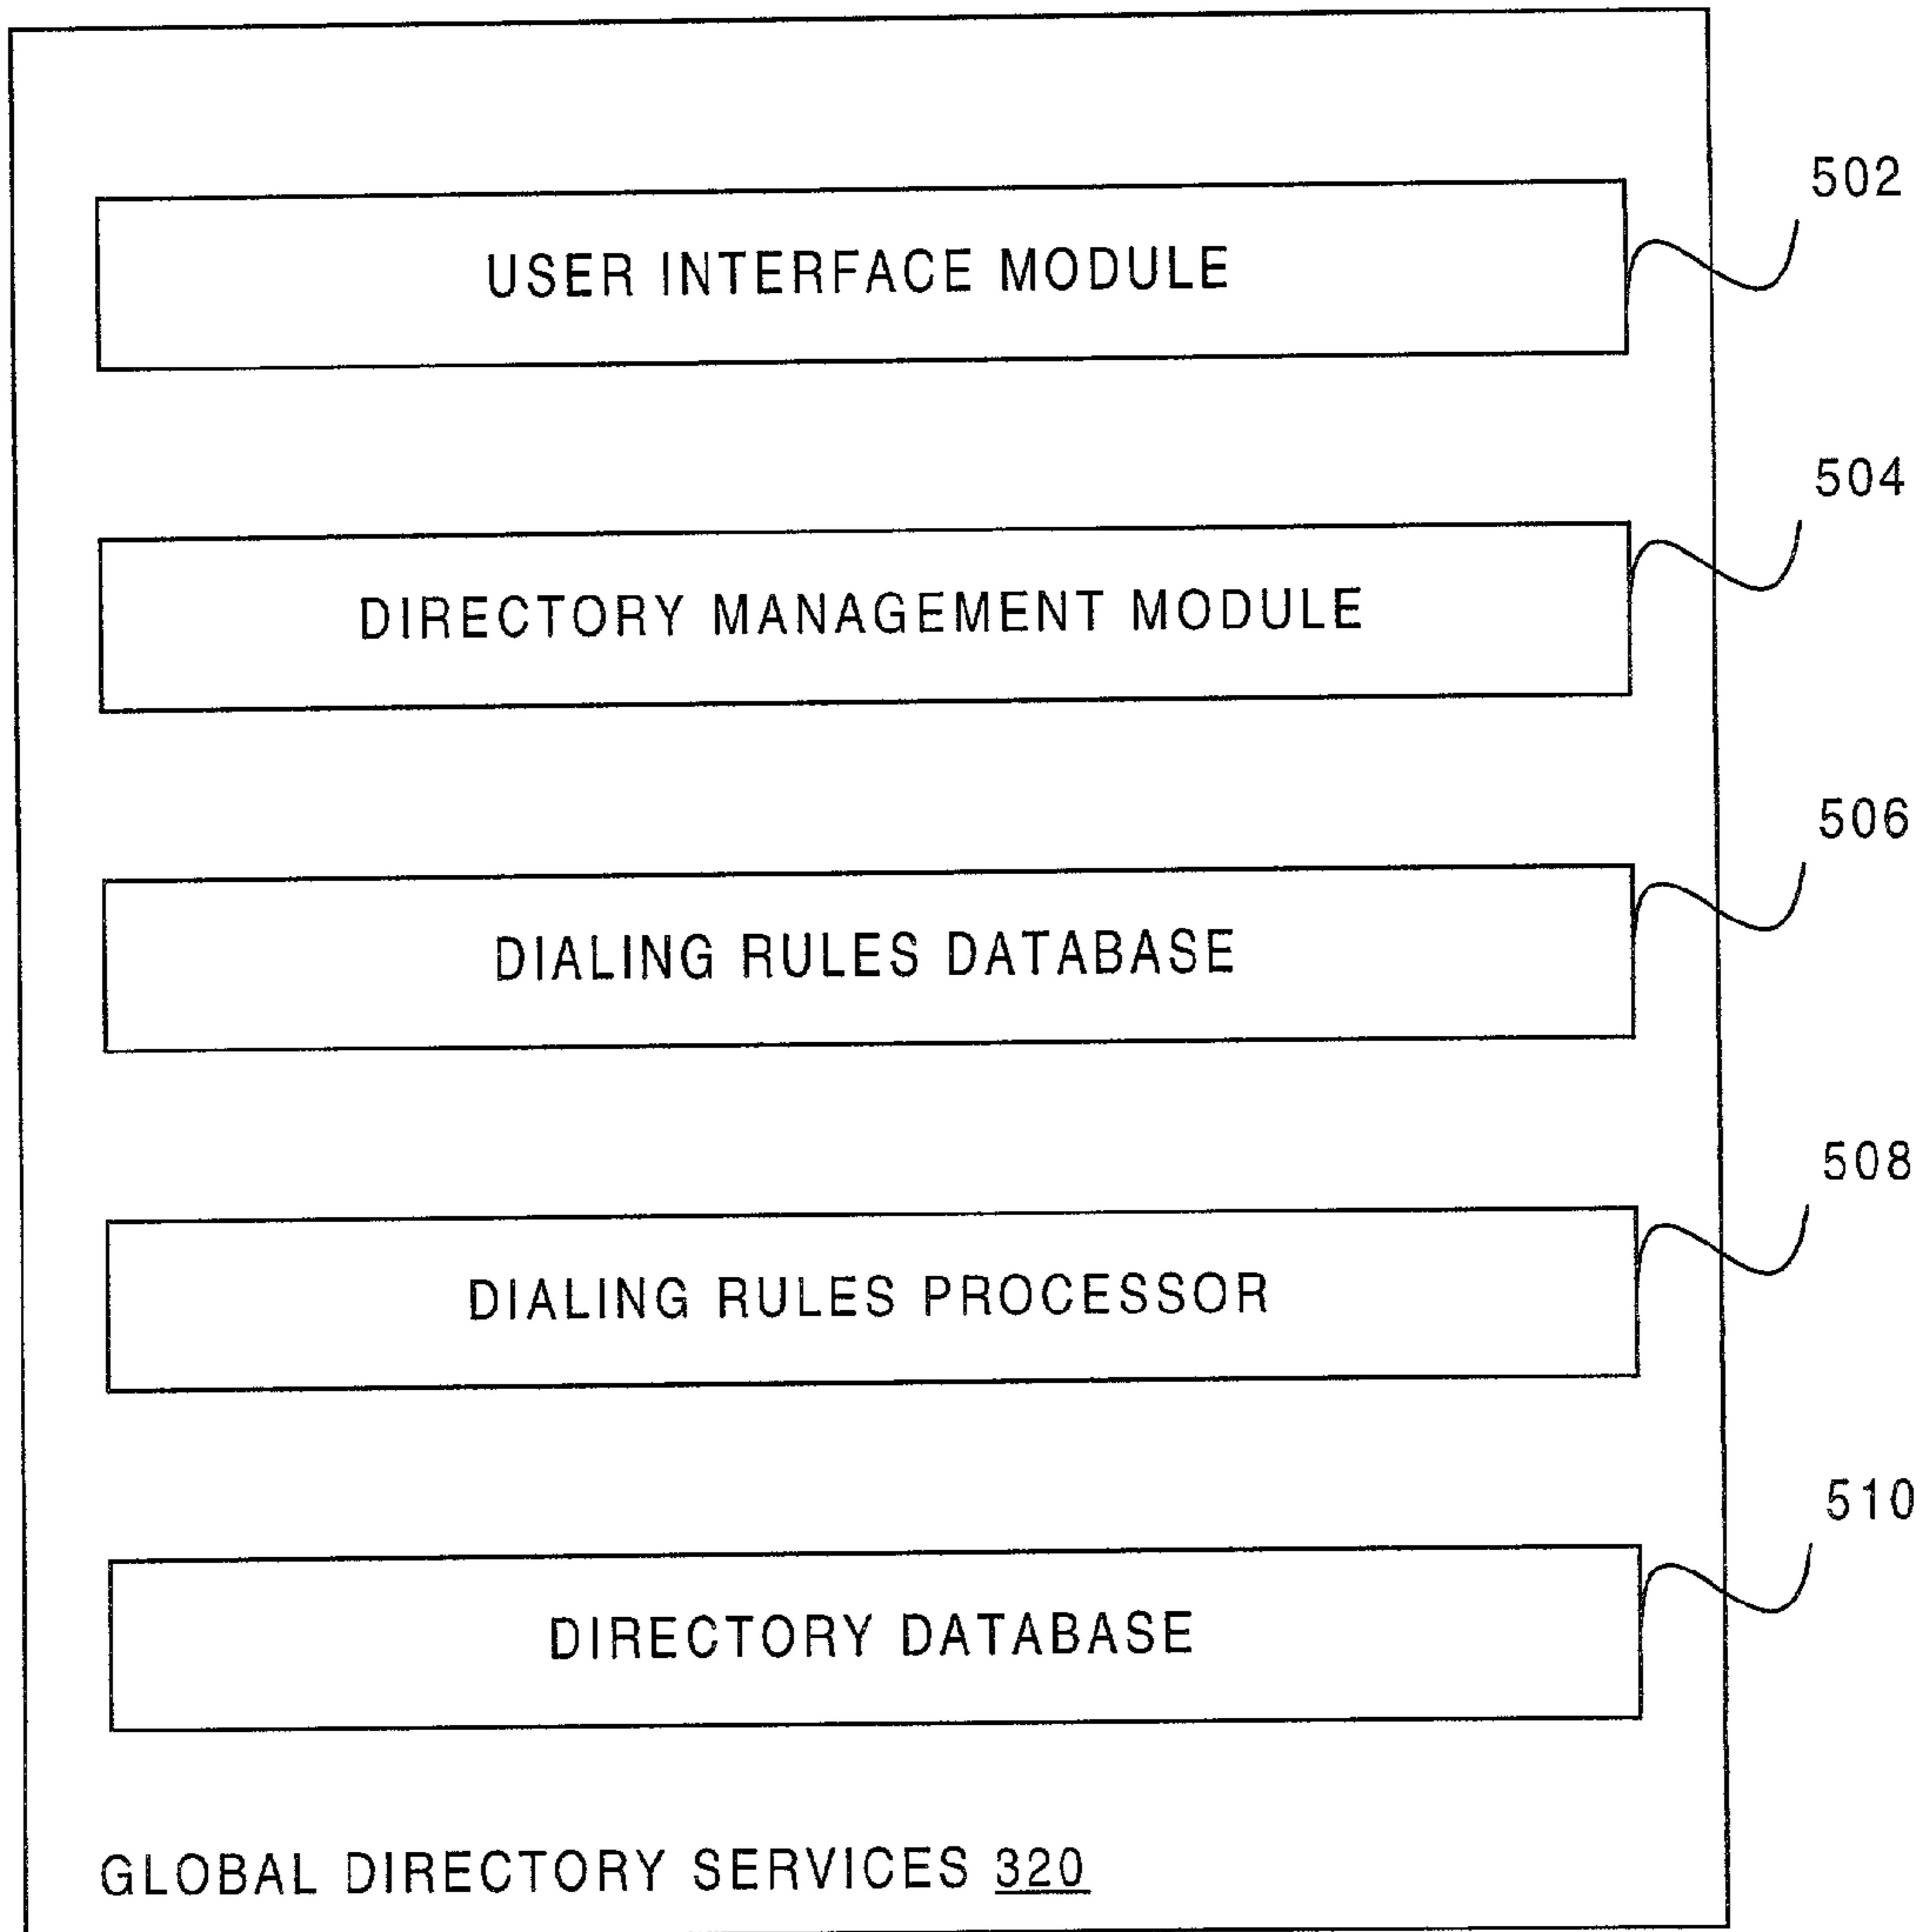 502
USER INTERFACE MODULE
504
DIRECTORY MANAGEMENT MODULE
506
DIALING RULES DATABASE
508
DIALING RULES PROCESSOR
510
DIRECTORY DATABASE
GLOBAL DIRECTORY SERVICES 320